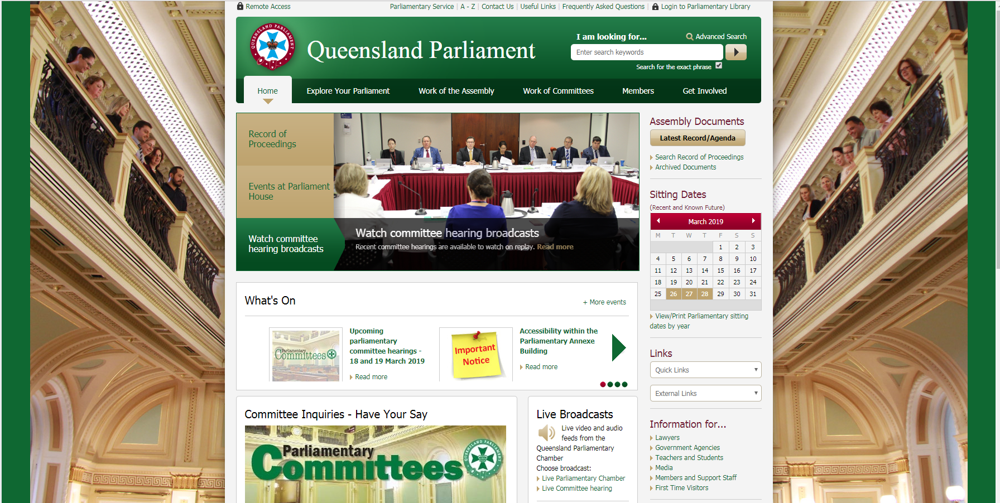 Remote Access
Parliamentary Service | A - Z | Contact Us | Useful Links | Frequently Asked Questions | Login to Parliamentary Library
QUEENSLAND PARLIAMENT
Queensland Parliament
I am looking for...
Advanced Search
Enter search keywords
Search for the exact phrase
Home
Explore Your Parliament
Work of the Assembly
Work of Committees
Members
Get Involved
Record of
Proceedings
Events at Parliament
House
Watch committee
hearing broadcasts
Watch committee hearing broadcasts
Recent committee hearings are available to watch on replay. Read more
What's On
+ More events
Parliamentary
Committees
Upcoming
parliamentary
committee hearings -
18 and 19 March 2019
Read more
Important
Notice
Accessibility within the
Parliamentary Annexe
Building
Read more
Committee Inquiries - Have Your Say
Parliamentary
Committees
QUEENSLAND PARLIAMENT
Live Broadcasts
Live video and audio
feeds from the
Queensland Parliamentary
Chamber
Choose broadcast:
Live Parliamentary Chamber
Live Committee hearing
Assembly Documents
Latest Record/Agenda
Search Record of Proceedings
Archived Documents
Sitting Dates
(Recent and Known Future)
March 2019
M T W T F S S
1 2 3
4 5 6 7 8 9 10
11 12 13 14 15 16 17
18 19 20 21 22 23 24
25 26 27 28 29 30 31
View/Print Parliamentary sitting
dates by year
Links
Quick Links
External Links
Information for...
Lawyers
Government Agencies
Teachers and Students
Media
Members and Support Staff
First Time Visitors